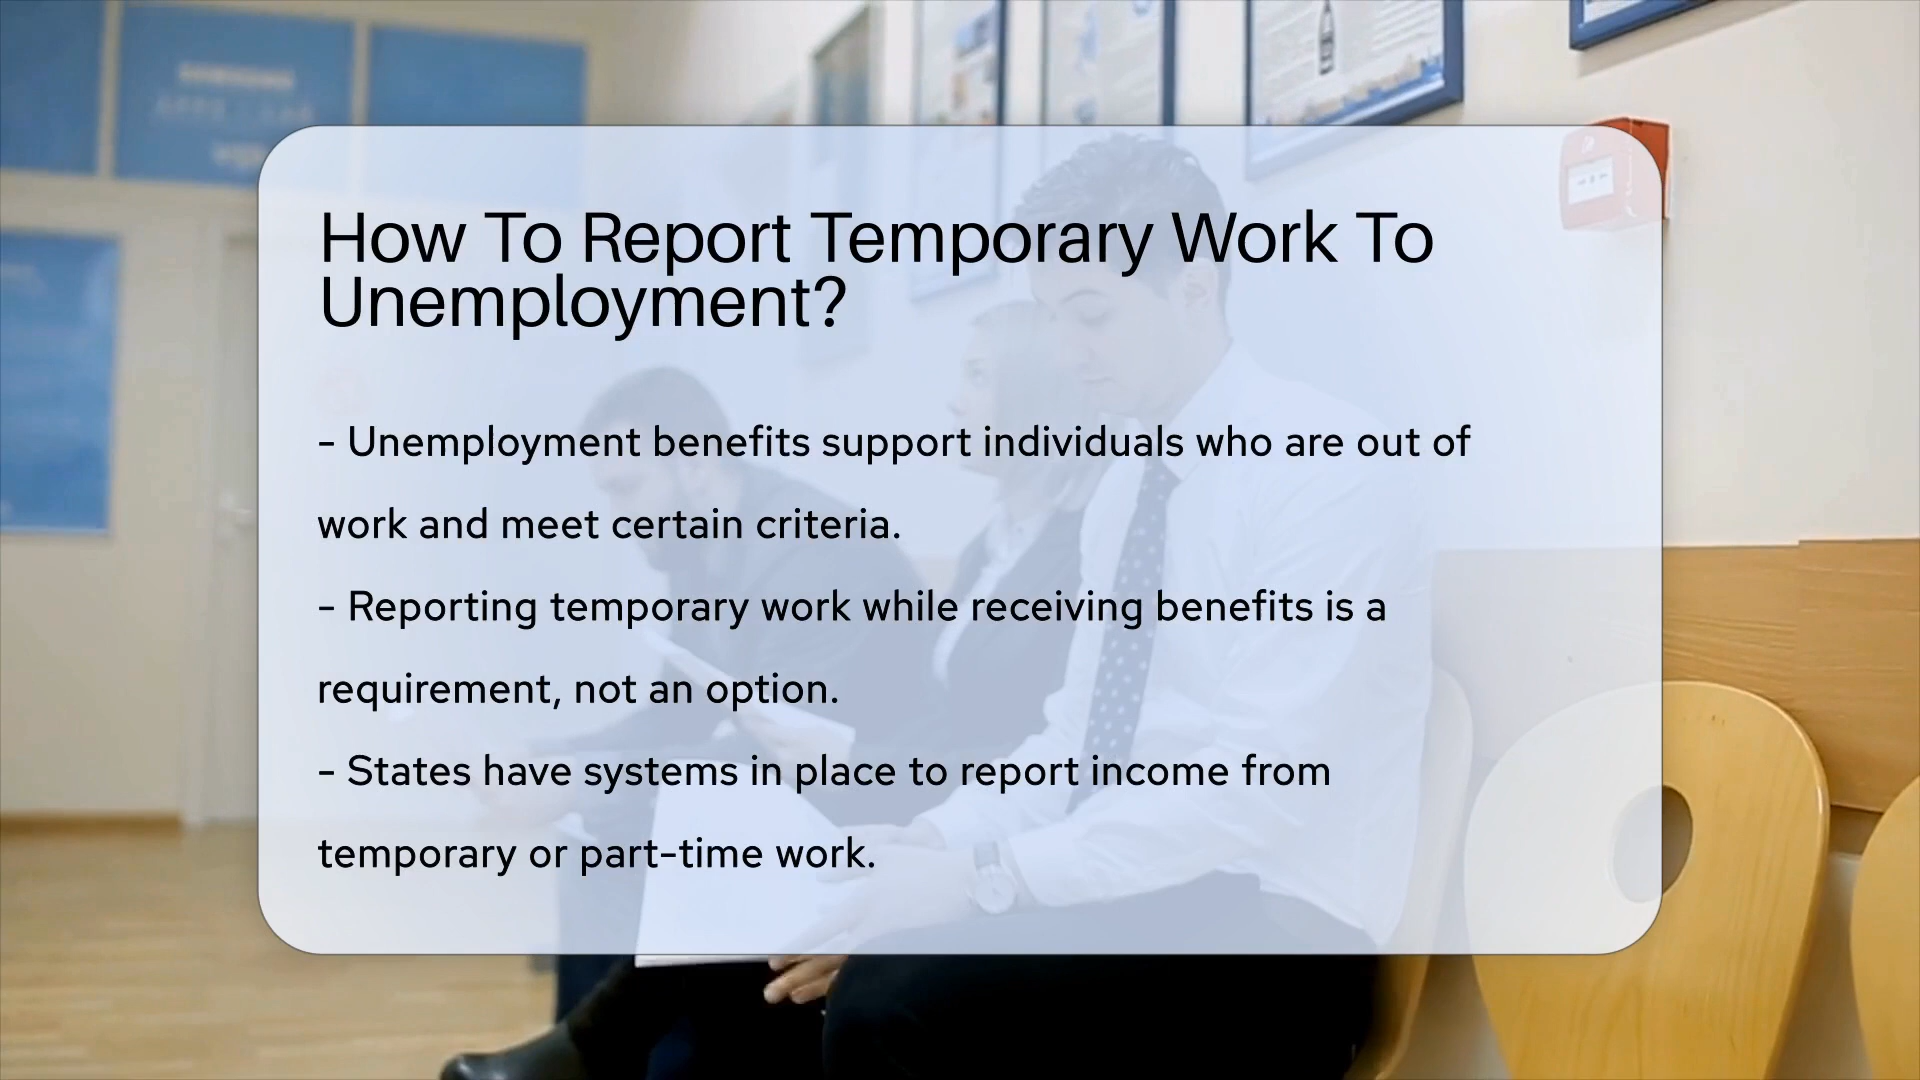 How To Report Temporary Work To
Unemployment?
- Unemployment benefits support individuals who are out of
work and meet certain criteria.
- Reporting temporary work while receiving benefits is a
requirement, not an option.
- States have systems in place to report income from
temporary or part-time work.